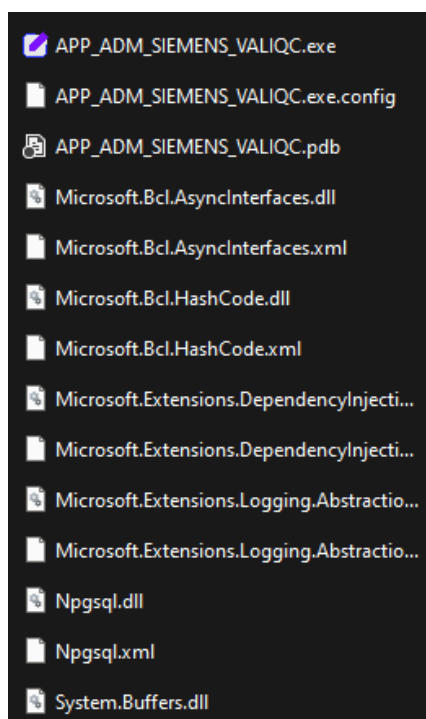 APP_ADM_SIEMENS_VALIQC.exe
APP_ADM_SIEMENS_VALIQC.exe.config
APP_ADM_SIEMENS_VALIQC.pdb
Microsoft.Bcl.AsyncInterfaces.dll
Microsoft.Bcl.AsyncInterfaces.xml
Microsoft.Bcl.HashCode.dll
Microsoft.Bcl.HashCode.xml
Microsoft.Extensions.DependencyInjecti...
Microsoft.Extensions.DependencyInjecti...
Microsoft.Extensions.Logging.Abstractio...
Microsoft.Extensions.Logging.Abstractio...
Npgsql.dll
Npgsql.xml
System.Buffers.dll